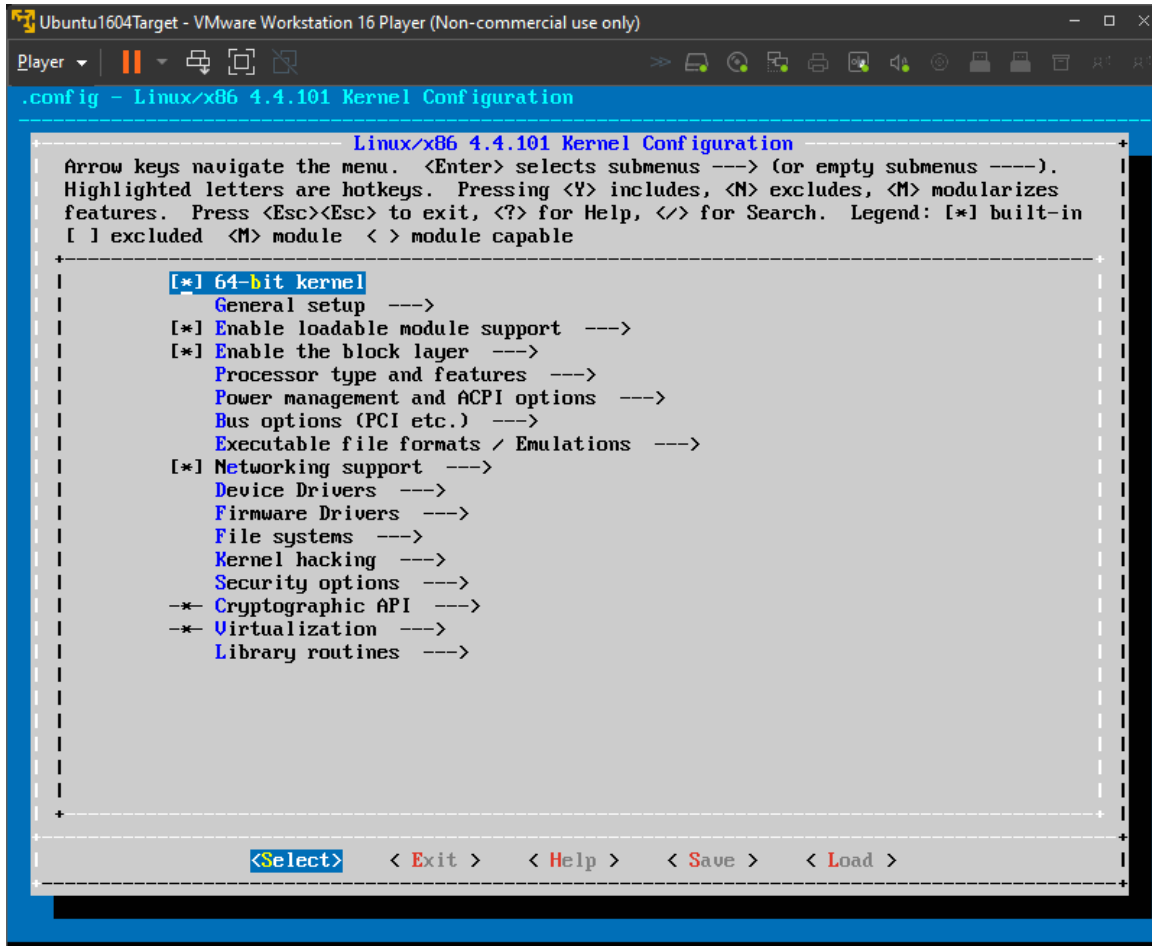 Ubuntu1604Target - VMware Workstation 16 Player (Non-commercial use only)
Player
.config - Linux/x86 4.4.101 Kernel Configuration
Linux/x86 4.4.101 Kernel Configuration
Arrow keys navigate the menu.  <Enter> selects submenus ---> (or empty submenus ----).
Highlighted letters are hotkeys.  Pressing <Y> includes, <N> excludes, <M> modularizes
features.  Press <Esc><Esc> to exit, <?> for Help, </> for Search.  Legend: [*] built-in
[ ] excluded  <M> module  < > module capable
[*] 64-bit kernel
General setup  --->
[*] Enable loadable module support  --->
[*] Enable the block layer  --->
Processor type and features  --->
Power management and ACPI options  --->
Bus options (PCI etc.)  --->
Executable file formats / Emulations  --->
[*] Networking support  --->
Device Drivers  --->
Firmware Drivers  --->
File systems  --->
Kernel hacking  --->
Security options  --->
-*- Cryptographic API  --->
-*- Virtualization  --->
Library routines  --->
<Select>    < Exit >    < Help >    < Save >    < Load >